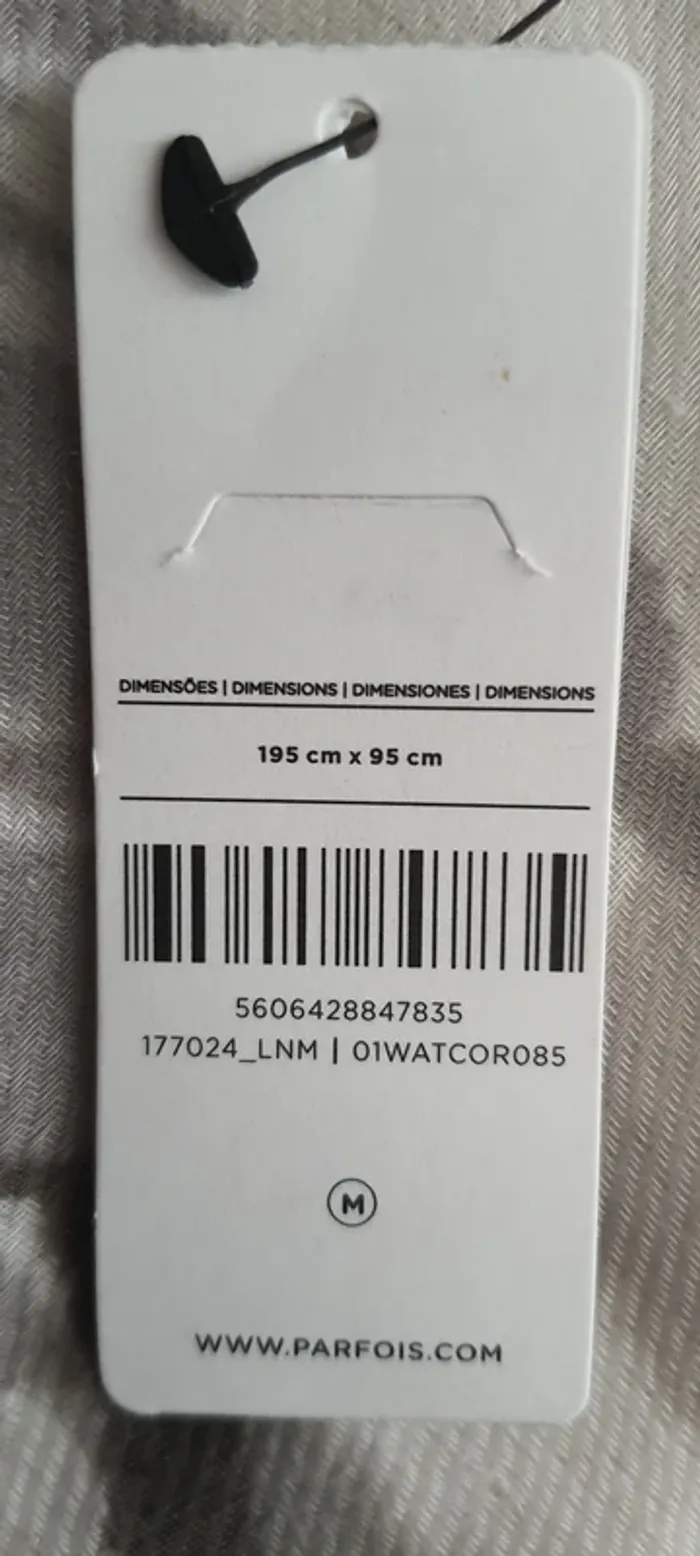 DIMENSÕES | DIMENSIONS | DIMENSIONES | DIMENSIONS
195 cm x 95 cm
5606428847835
177024_LNM | 01WATCOR085
M
WWW.PARFOIS.COM